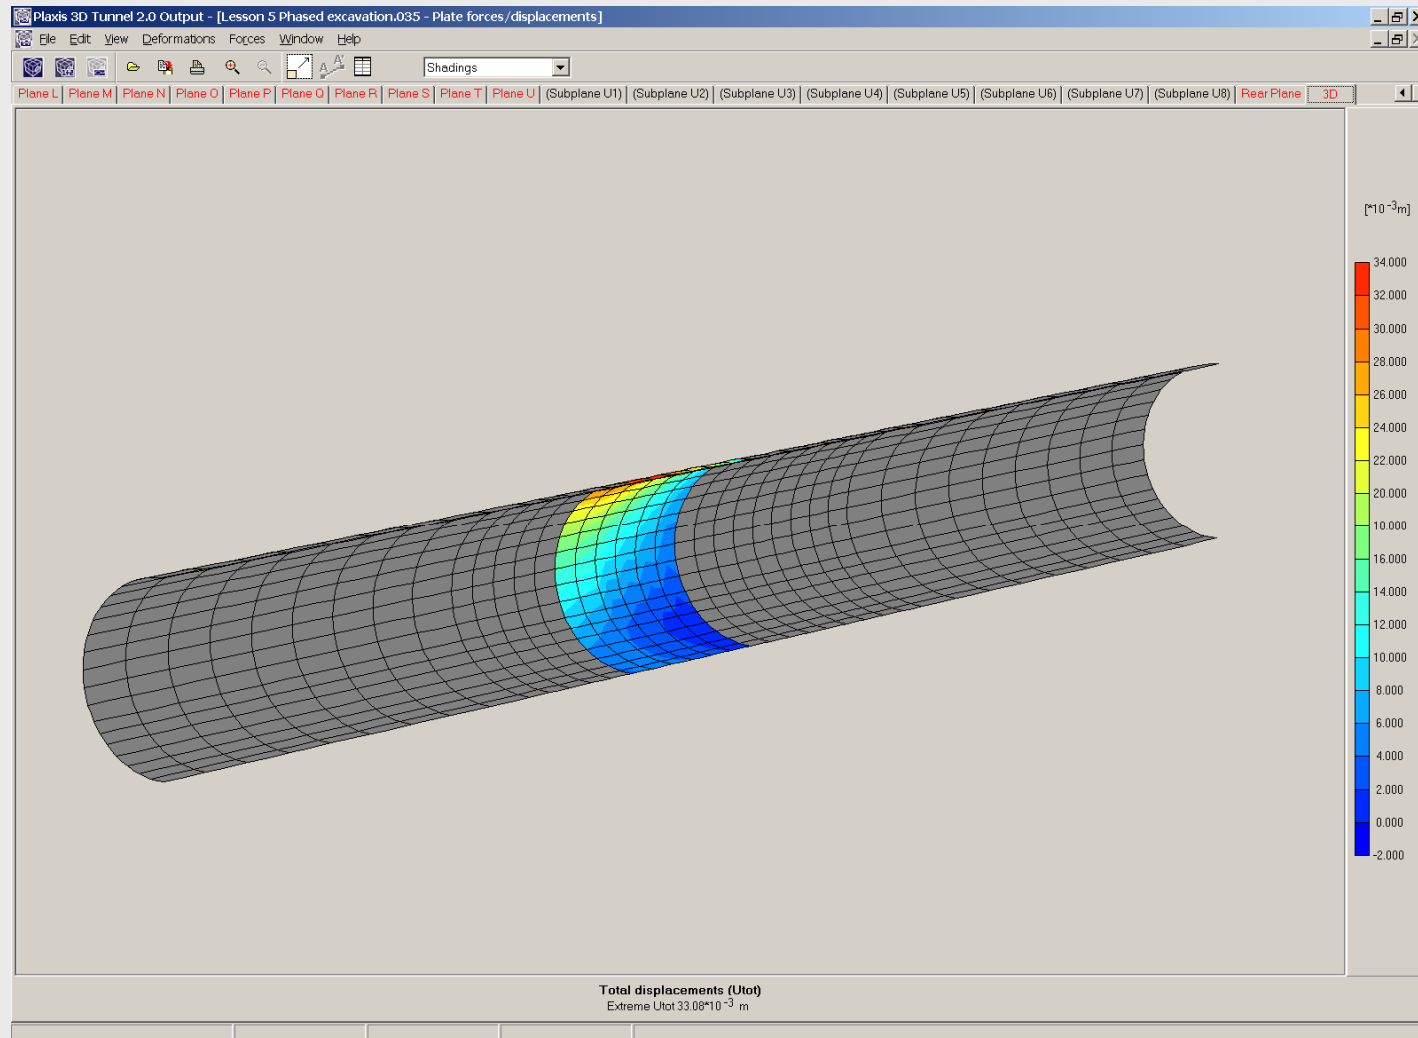 Plaxis 3D Tunnel 2.0 Output - [Lesson 5 Phased excavation.035 - Plate forces/displacements]
File Edit View Deformations Forces Window Help
Shadings
Plane L Plane M Plane N Plane O Plane P Plane Q Plane R Plane S Plane T Plane U (Subplane U1) (Subplane U2) (Subplane U3) (Subplane U4) (Subplane U5) (Subplane U6) (Subplane U7) (Subplane U8) Rear Plane 3D
[*10 -3m]
34.000
32.000
30.000
28.000
26.000
24.000
22.000
20.000
18.000
16.000
14.000
12.000
10.000
8.000
6.000
4.000
2.000
0.000
-2.000
Total displacements (Utot)
Extreme Utot 33.08*10 -3 m